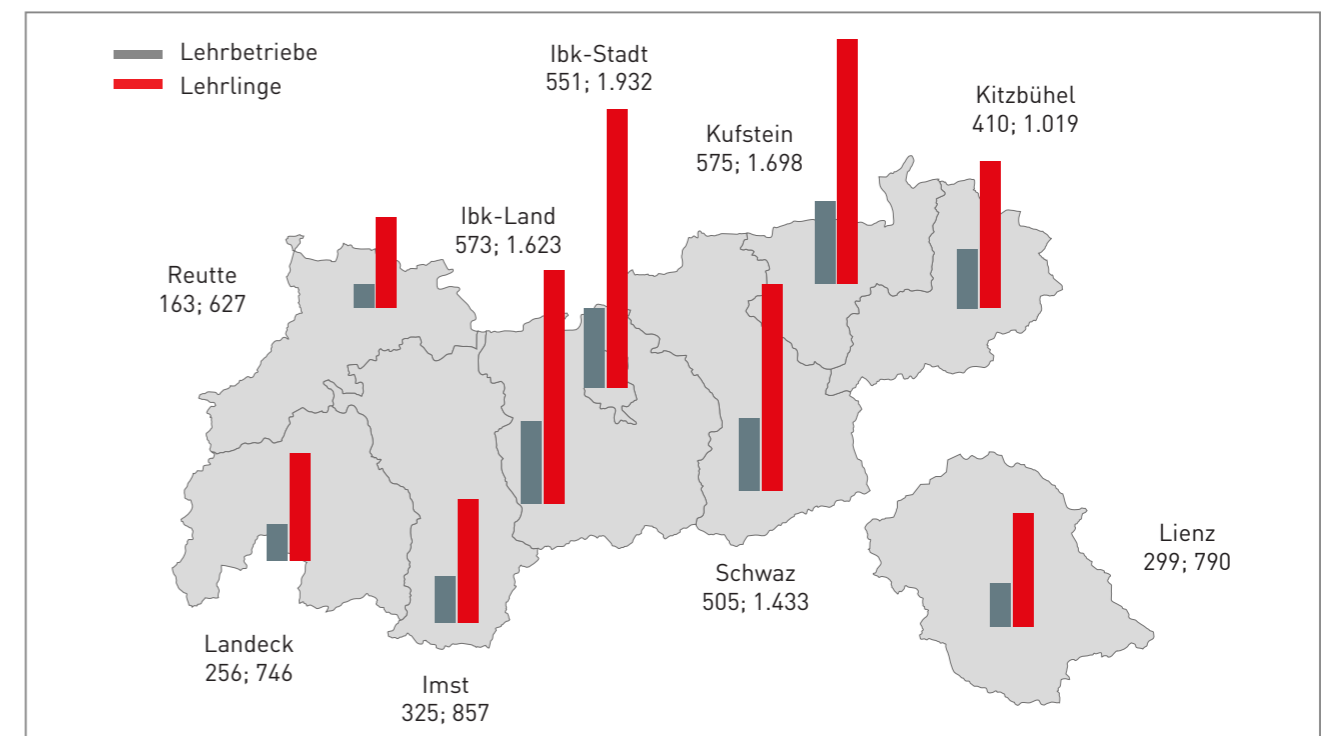 Lehrbetriebe
Lehrlinge
Ibk-Stadt
551; 1.932
Kitzbühel
410; 1.019
Kufstein
575; 1.698
Ibk-Land
573; 1.623
Reutte
163; 627
Lienz
299; 790
Schwaz
505; 1.433
Landeck
256; 746
Imst
325; 857